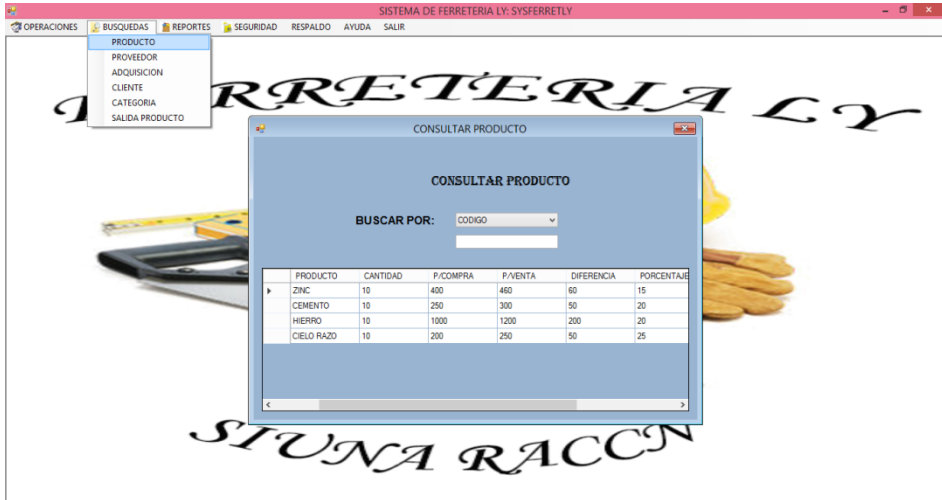 SISTEMA DE FERRETERIA LY: SYSFERRETLY
OPERACIONES BUSQUEDAS REPORTES SEGURIDAD RESPALDO AYUDA SALIR
PRODUCTO
PROVEEDOR
ADQUISICION
CLIENTE
CATEGORIA
SALIDA PRODUCTO
RRETERIA LY
CONSULTAR PRODUCTO
CONSULTAR PRODUCTO
BUSCAR POR: CODIGO
PRODUCTO CANTIDAD P/COMPRA P/VENTA DIFERENCIA PORCENTAJE
ZINC 10 400 460 60 15
CEMENTO 10 250 300 50 20
HIERRO 10 1000 1200 200 20
CIELO RAZO 10 200 250 50 25
SIUNA RACCN